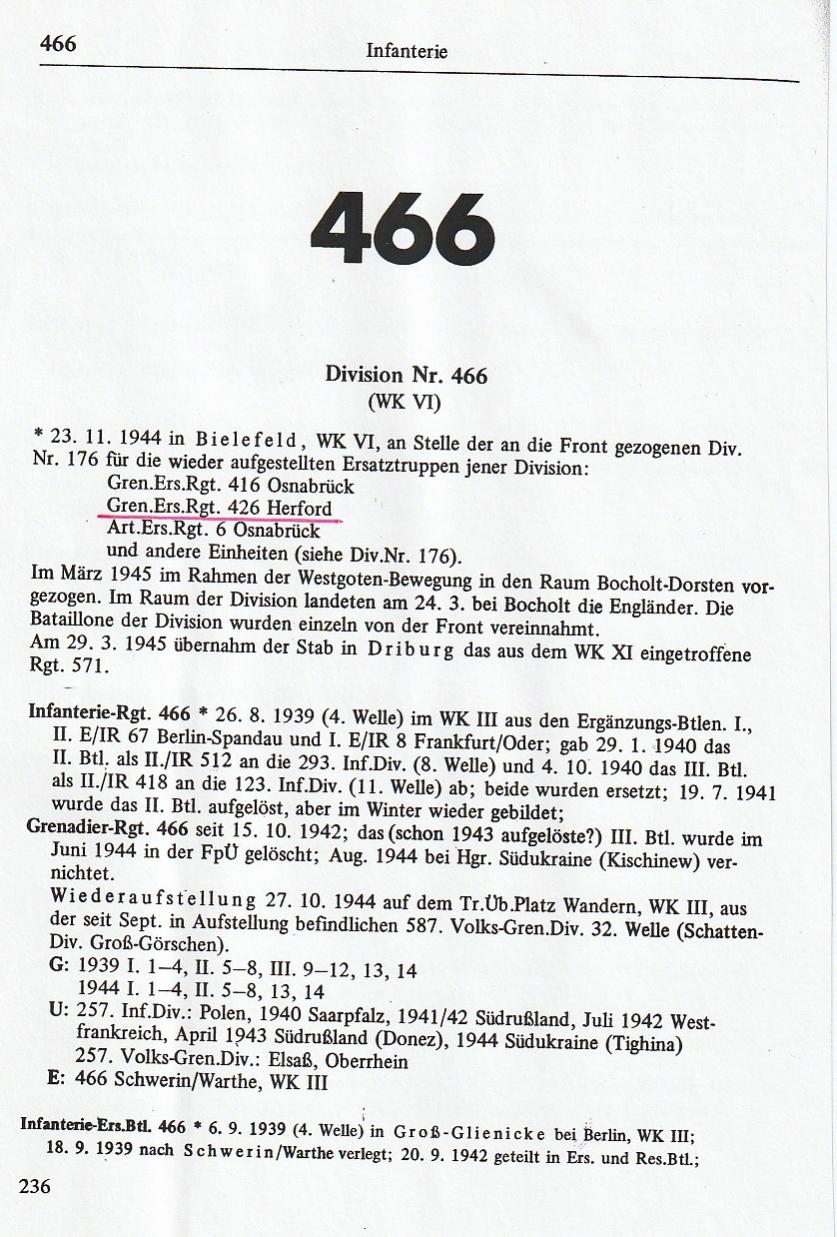 466
Infanterie
466
Division Nr. 466
(WK VI)
* 23. 11. 1944 in Bielefeld, WK VI, an Stelle der an die Front gezogenen Div.
Nr. 176 für die wieder aufgestellten Ersatztruppen jener Division:
Gren.Ers.Rgt. 416 Osnabrück
Gren.Ers.Rgt. 426 Herford
Art.Ers.Rgt. 6 Osnabrück
und andere Einheiten (siehe Div.Nr. 176).
Im März 1945 im Rahmen der Westgoten-Bewegung in den Raum Bocholt-Dorsten vor-
gezogen. Im Raum der Division landeten am 24. 3. bei Bocholt die Engländer. Die
Bataillone der Division wurden einzeln von der Front vereinnahmt.
Am 29. 3. 1945 übernahm der Stab in Driburg das aus dem WK XI eingetroffene
Rgt. 571.
Infanterie-Rgt. 466 * 26. 8. 1939 (4. Welle) im WK III aus den Ergänzungs-Btlen. I.,
II. E/IR 67 Berlin-Spandau und I. E/IR 8 Frankfurt/Oder; gab 29. 1. 1940 das
II. Btl. als II./IR 512 an die 293. Inf.Div. (8. Welle) und 4. 10. 1940 das III. Btl.
als II./IR 418 an die 123. Inf.Div. (11. Welle) ab; beide wurden ersetzt; 19. 7. 1941
wurde das II. Btl. aufgelöst, aber im Winter wieder gebildet;
Grenadier-Rgt. 466 seit 15. 10. 1942; das (schon 1943 aufgelöste?) III. Btl. wurde im
Juni 1944 in der FpÜ gelöscht; Aug. 1944 bei Hgr. Südukraine (Kischinew) ver-
nichtet.
Wiederaufstellung 27. 10. 1944 auf dem Tr.Üb.Platz Wandern, WK III, aus
der seit Sept. in Aufstellung befindlichen 587. Volks-Gren.Div. 32. Welle (Schatten-
Div. Groß-Görschen).
G: 1939 I. 1–4, II. 5–8, III. 9–12, 13, 14
1944 I. 1–4, II. 5–8, 13, 14
U: 257. Inf.Div.: Polen, 1940 Saarpfalz, 1941/42 Südrußland, Juli 1942 West-
frankreich, April 1943 Südrußland (Donez), 1944 Südukraine (Tighina)
257. Volks-Gren.Div.: Elsaß, Oberrhein
E: 466 Schwerin/Warthe, WK III
Infanterie-Ers.Btl. 466 * 6. 9. 1939 (4. Welle) in Groß-Glienicke bei Berlin, WK III;
18. 9. 1939 nach Schwerin/Warthe verlegt; 20. 9. 1942 geteilt in Ers. und Res.Btl.;
236